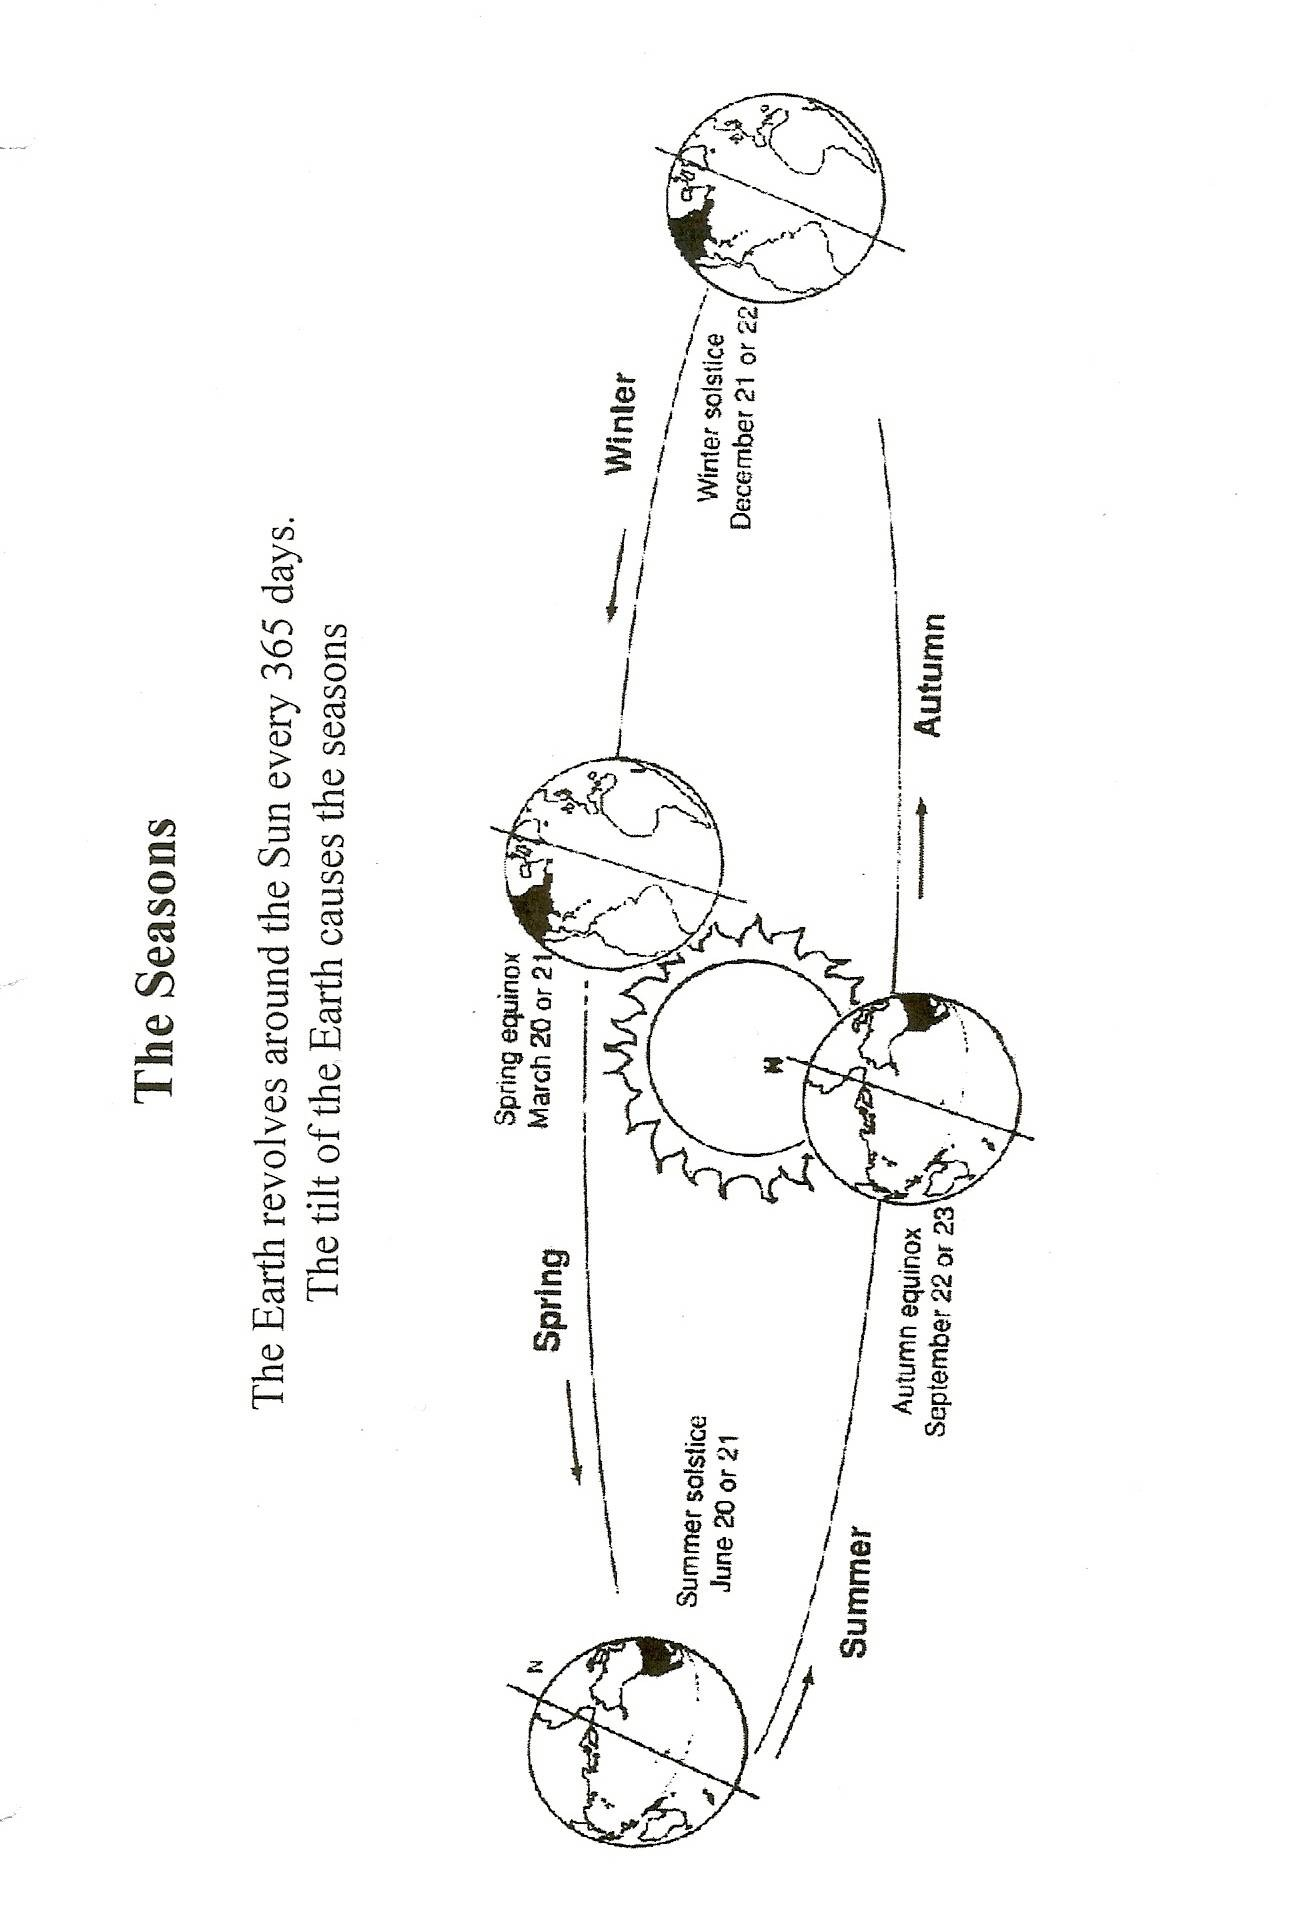 The Seasons
The Earth revolves around the Sun every 365 days.
The tilt of the Earth causes the seasons
Spring equinox
March 20 or 21
Spring
Winter
N
Summer solstice
June 20 or 21
Winter solstice
December 21 or 22
N
Summer
Autumn equinox
September 22 or 23
Autumn